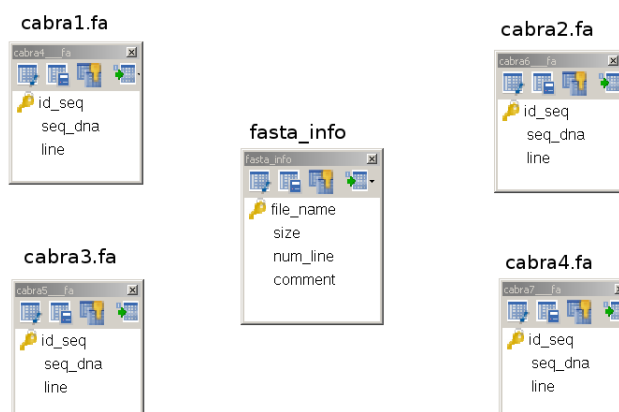 cabra1.fa
cabra4___fa
id_seq
seq_dna
line
cabra2.fa
cabra6___fa
id_seq
seq_dna
line
fasta_info
fasta_info
file_name
size
num_line
comment
cabra3.fa
cabra5___fa
id_seq
seq_dna
line
cabra4.fa
cabra7___fa
id_seq
seq_dna
line